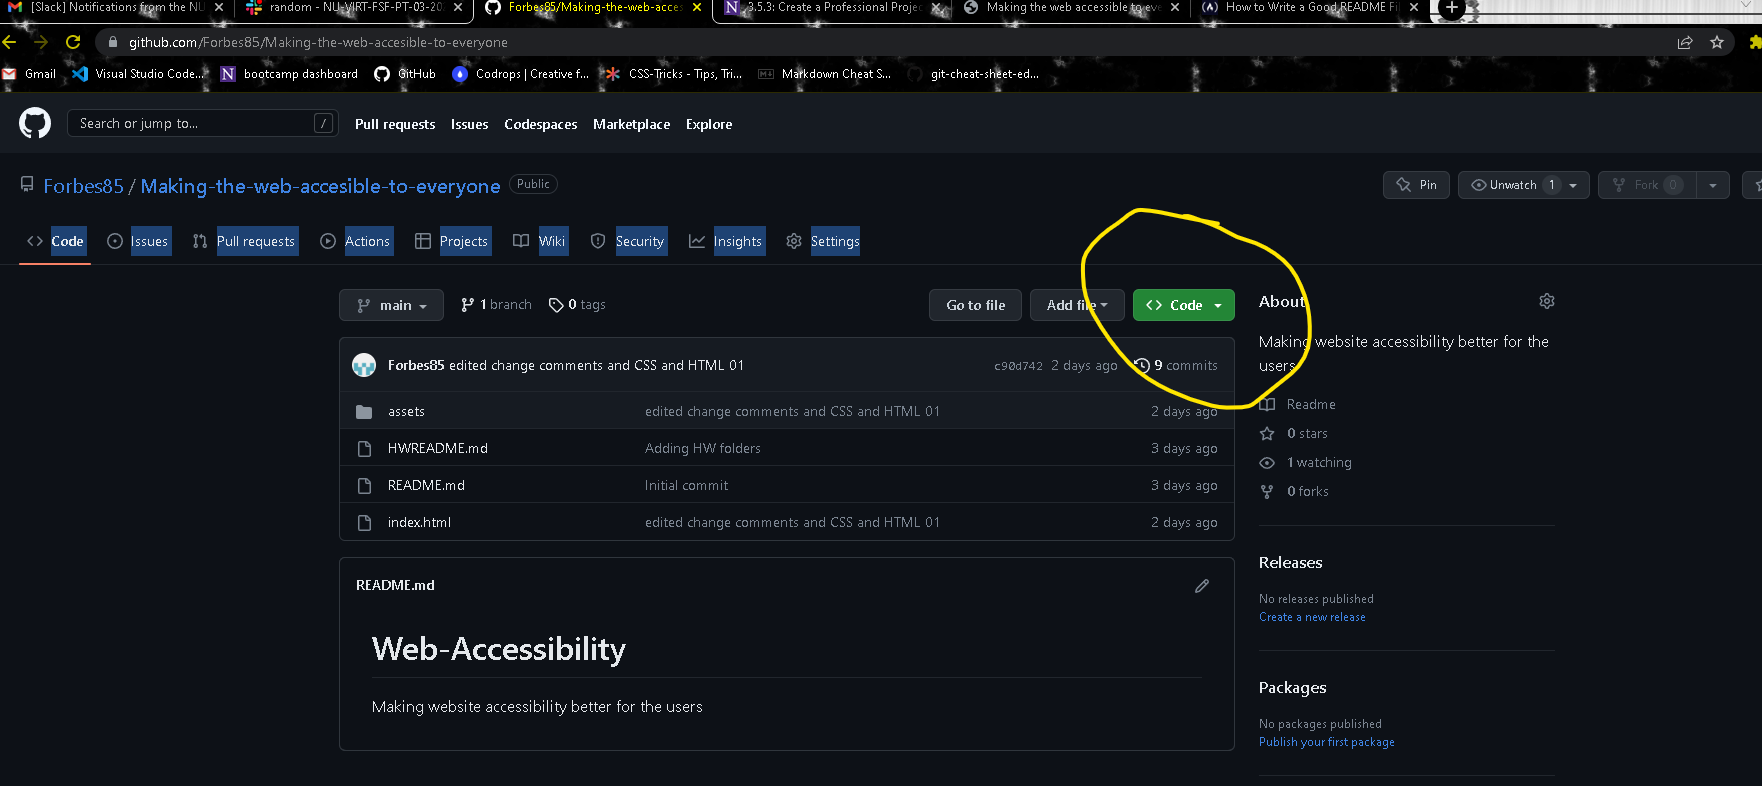 [Slack] Notifications from the NU random - NU-VIRT-FSF-PT-03-20 Forbes85/Making-the-web-acces 3.5.3: Create a Professional Projec Making the web accessible to eve How to Write a Good README Fil
github.com/Forbes85/Making-the-web-accesible-to-everyone
Gmail Visual Studio Code... bootcamp dashboard GitHub Codrops | Creative f... CSS-Tricks - Tips, Tri... Markdown Cheat S... git-cheat-sheet-ed...
Search or jump to... / Pull requests Issues Codespaces Marketplace Explore
Forbes85 / Making-the-web-accesible-to-everyone Public Pin Unwatch 1 Fork 0
Code Issues Pull requests Actions Projects Wiki Security Insights Settings
main 1 branch 0 tags Go to file Add file Code
Forbes85 edited change comments and CSS and HTML 01 c90d742 2 days ago 9 commits
assets edited change comments and CSS and HTML 01 2 days ago
HWREADME.md Adding HW folders 3 days ago
README.md Initial commit 3 days ago
index.html edited change comments and CSS and HTML 01 2 days ago
README.md
Web-Accessibility
Making website accessibility better for the users
About
Making website accessibility better for the
users
Readme
0 stars
1 watching
0 forks
Releases
No releases published
Create a new release
Packages
No packages published
Publish your first package